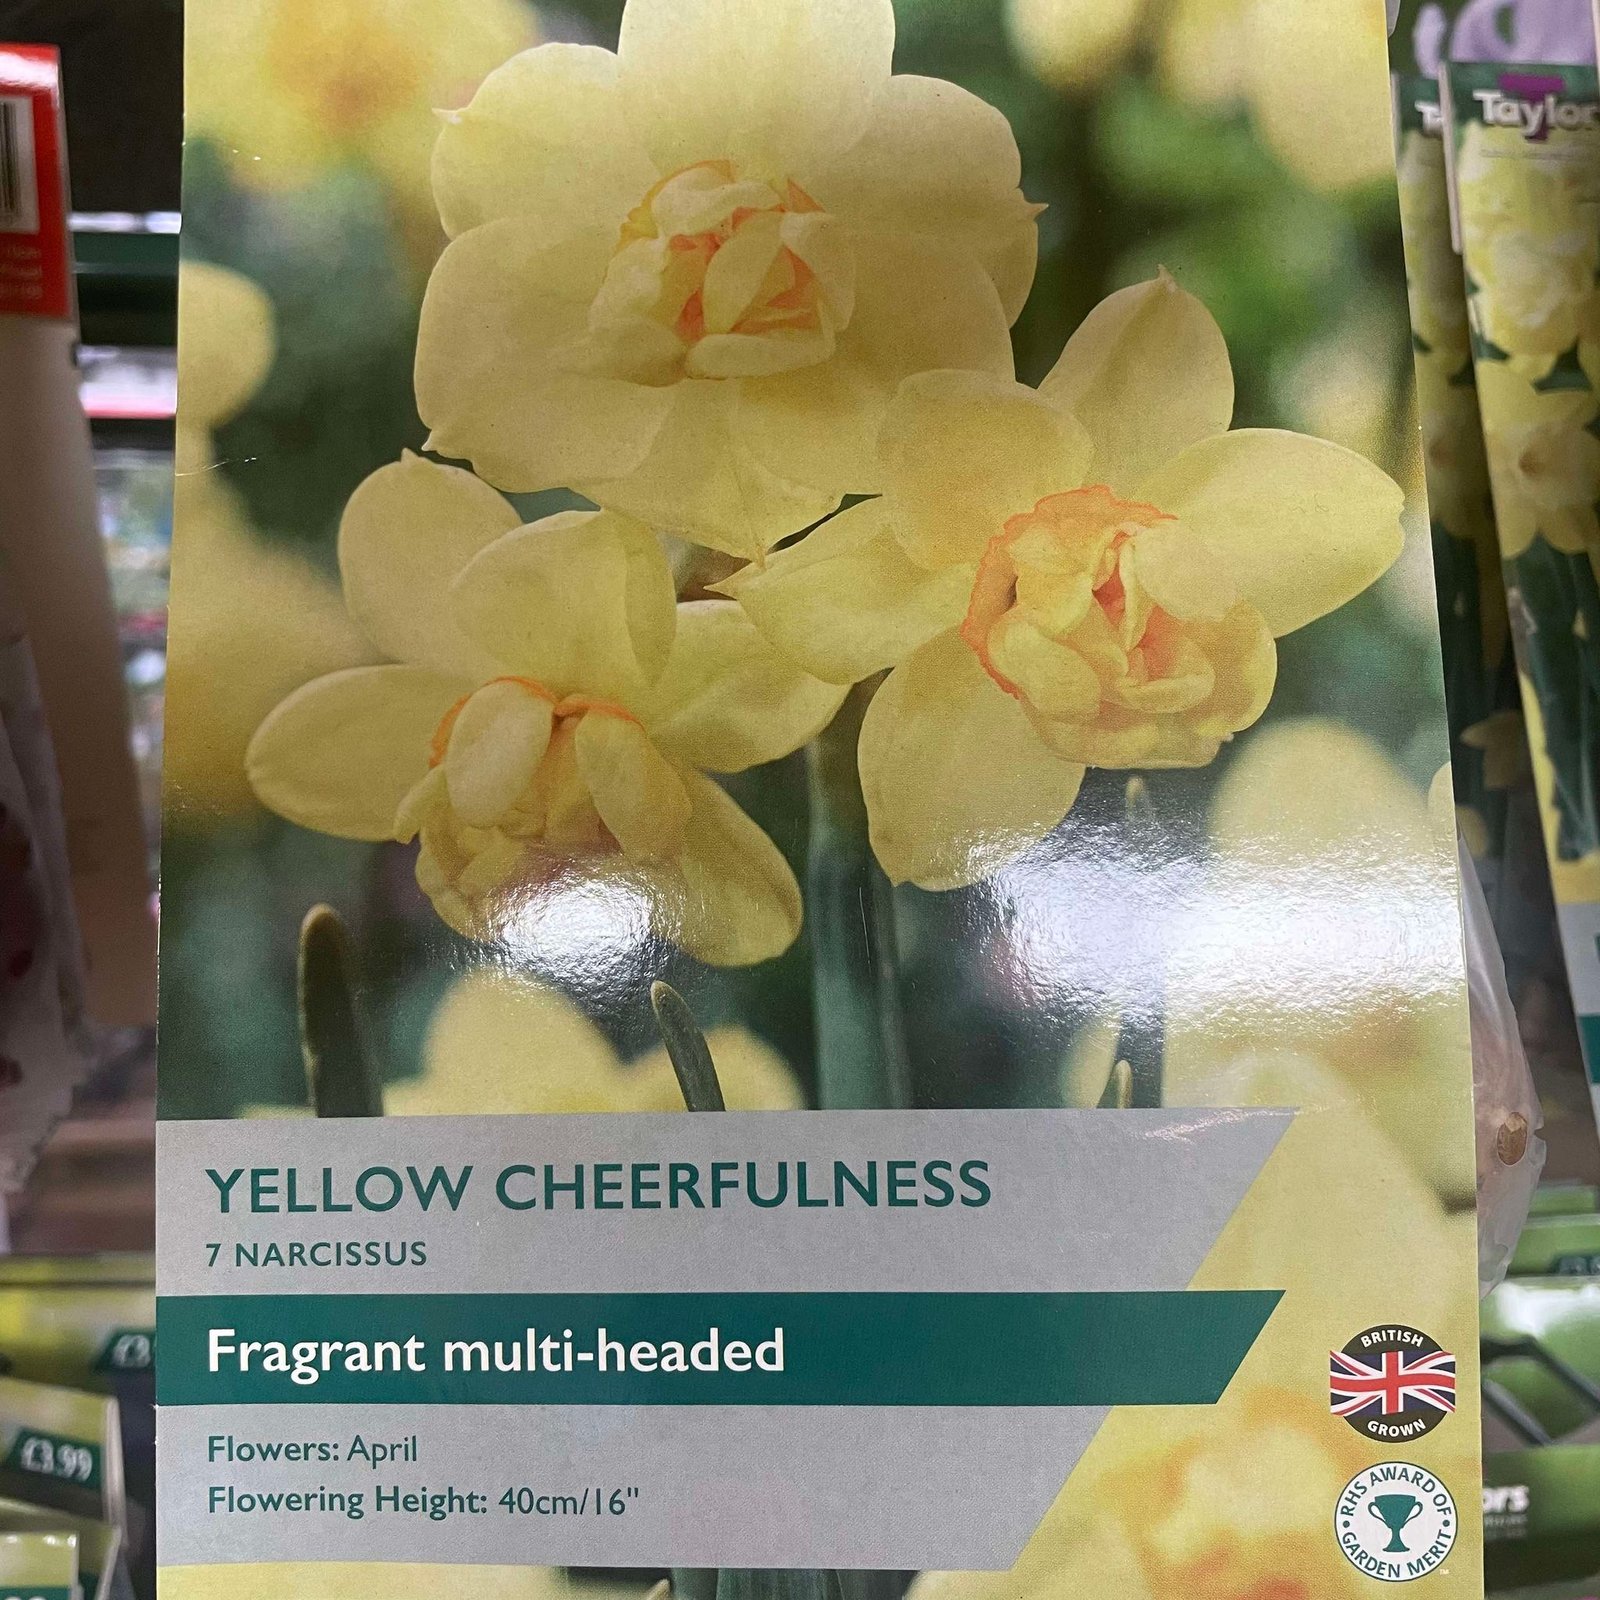 Taylor
YELLOW CHEERFULNESS
7 NARCISSUS
Fragrant multi-headed
Flowers: April
Flowering Height: 40cm/16"
BRITISH
GROWN
RHS AWARD OF
GARDEN MERIT
£3.99